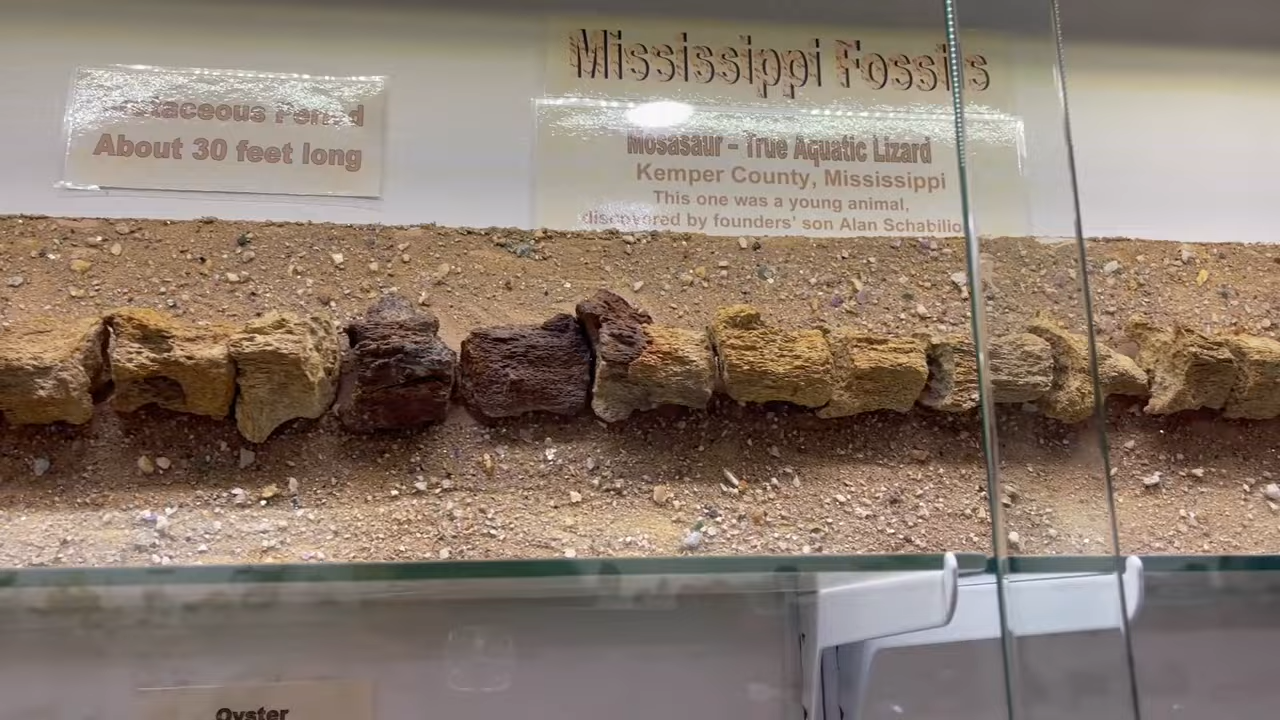 Cretaceous Period
About 30 feet long
Mississippi Fossils
Mosasaur – True Aquatic Lizard
Kemper County, Mississippi
This one was a young animal,
discovered by founders' son Alan Schabilio
Oyster